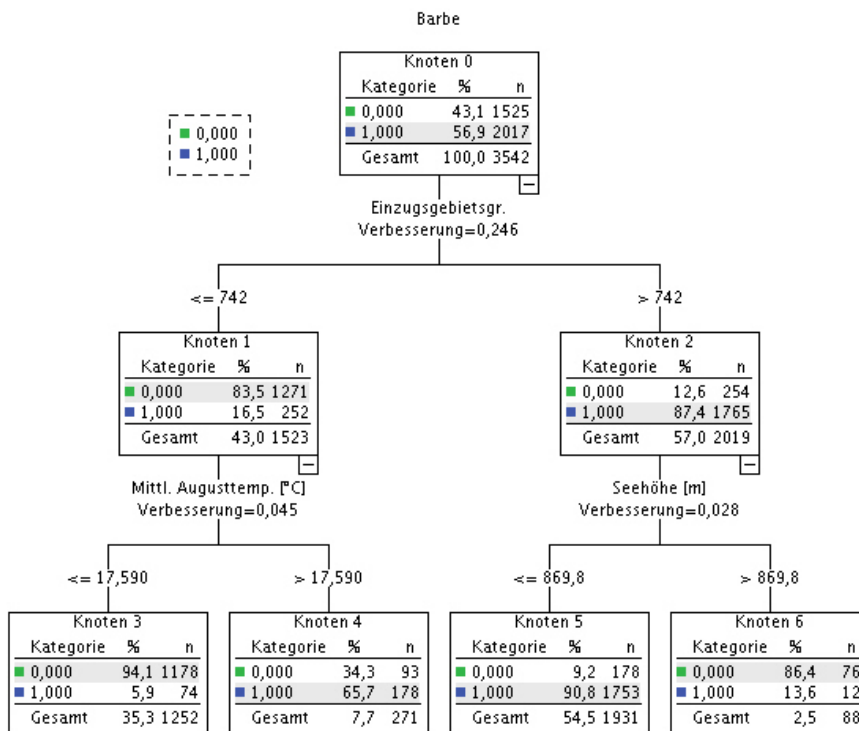 Barbe
Knoten 0
Kategorie % n
0,000 43,1 1525
1,000 56,9 2017
Gesamt 100,0 3542
0,000
1,000
Einzugsgebietsgr.
Verbesserung=0,246
<= 742
> 742
Knoten 1
Kategorie % n
0,000 83,5 1271
1,000 16,5 252
Gesamt 43,0 1523
Knoten 2
Kategorie % n
0,000 12,6 254
1,000 87,4 1765
Gesamt 57,0 2019
Mittl. Augusttemp. [°C]
Verbesserung=0,045
Seehöhe [m]
Verbesserung=0,028
<= 17,590
> 17,590
<= 869,8
> 869,8
Knoten 3
Kategorie % n
0,000 94,1 1178
1,000 5,9 74
Gesamt 35,3 1252
Knoten 4
Kategorie % n
0,000 34,3 93
1,000 65,7 178
Gesamt 7,7 271
Knoten 5
Kategorie % n
0,000 9,2 178
1,000 90,8 1753
Gesamt 54,5 1931
Knoten 6
Kategorie % n
0,000 86,4 76
1,000 13,6 12
Gesamt 2,5 88